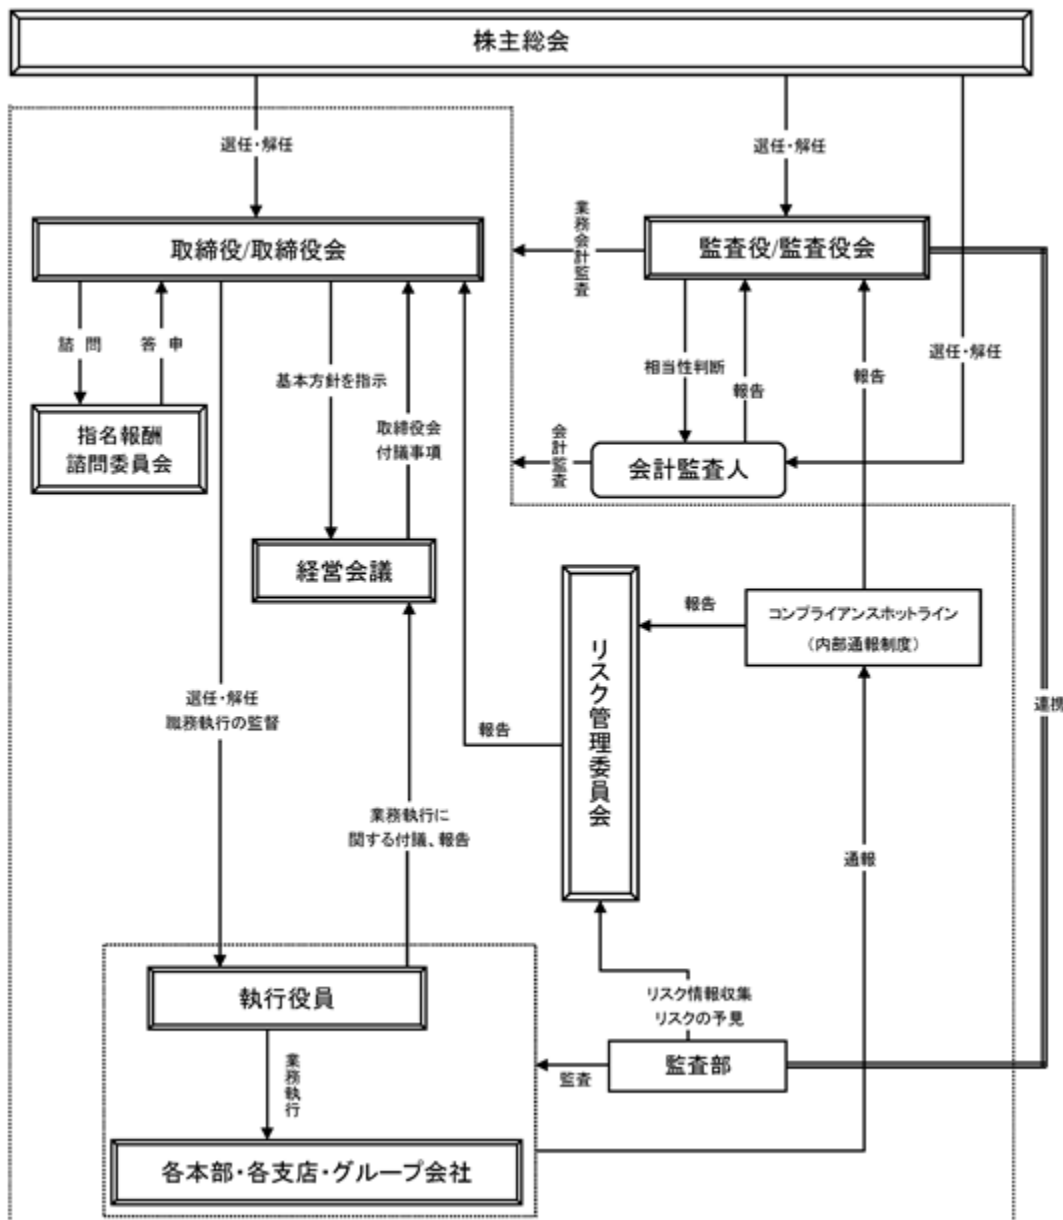 株主総会
選任・解任
選任・解任
取締役/取締役会
業務会計監査
監査役/監査役会
諮 問
答 申
基本方針を指示
相当性判断
報告
報告
選任・解任
指名報酬
諮問委員会
取締役会
付議事項
会計監査
会計監査人
経営会議
報告
コンプライアンスホットライン
（内部通報制度）
リスク管理委員会
選任・解任
職務執行の監督
報告
連携
業務執行に
関する付議、報告
通報
執行役員
リスク情報収集
リスクの予見
監査部
監査
業務執行
各本部・各支店・グループ会社